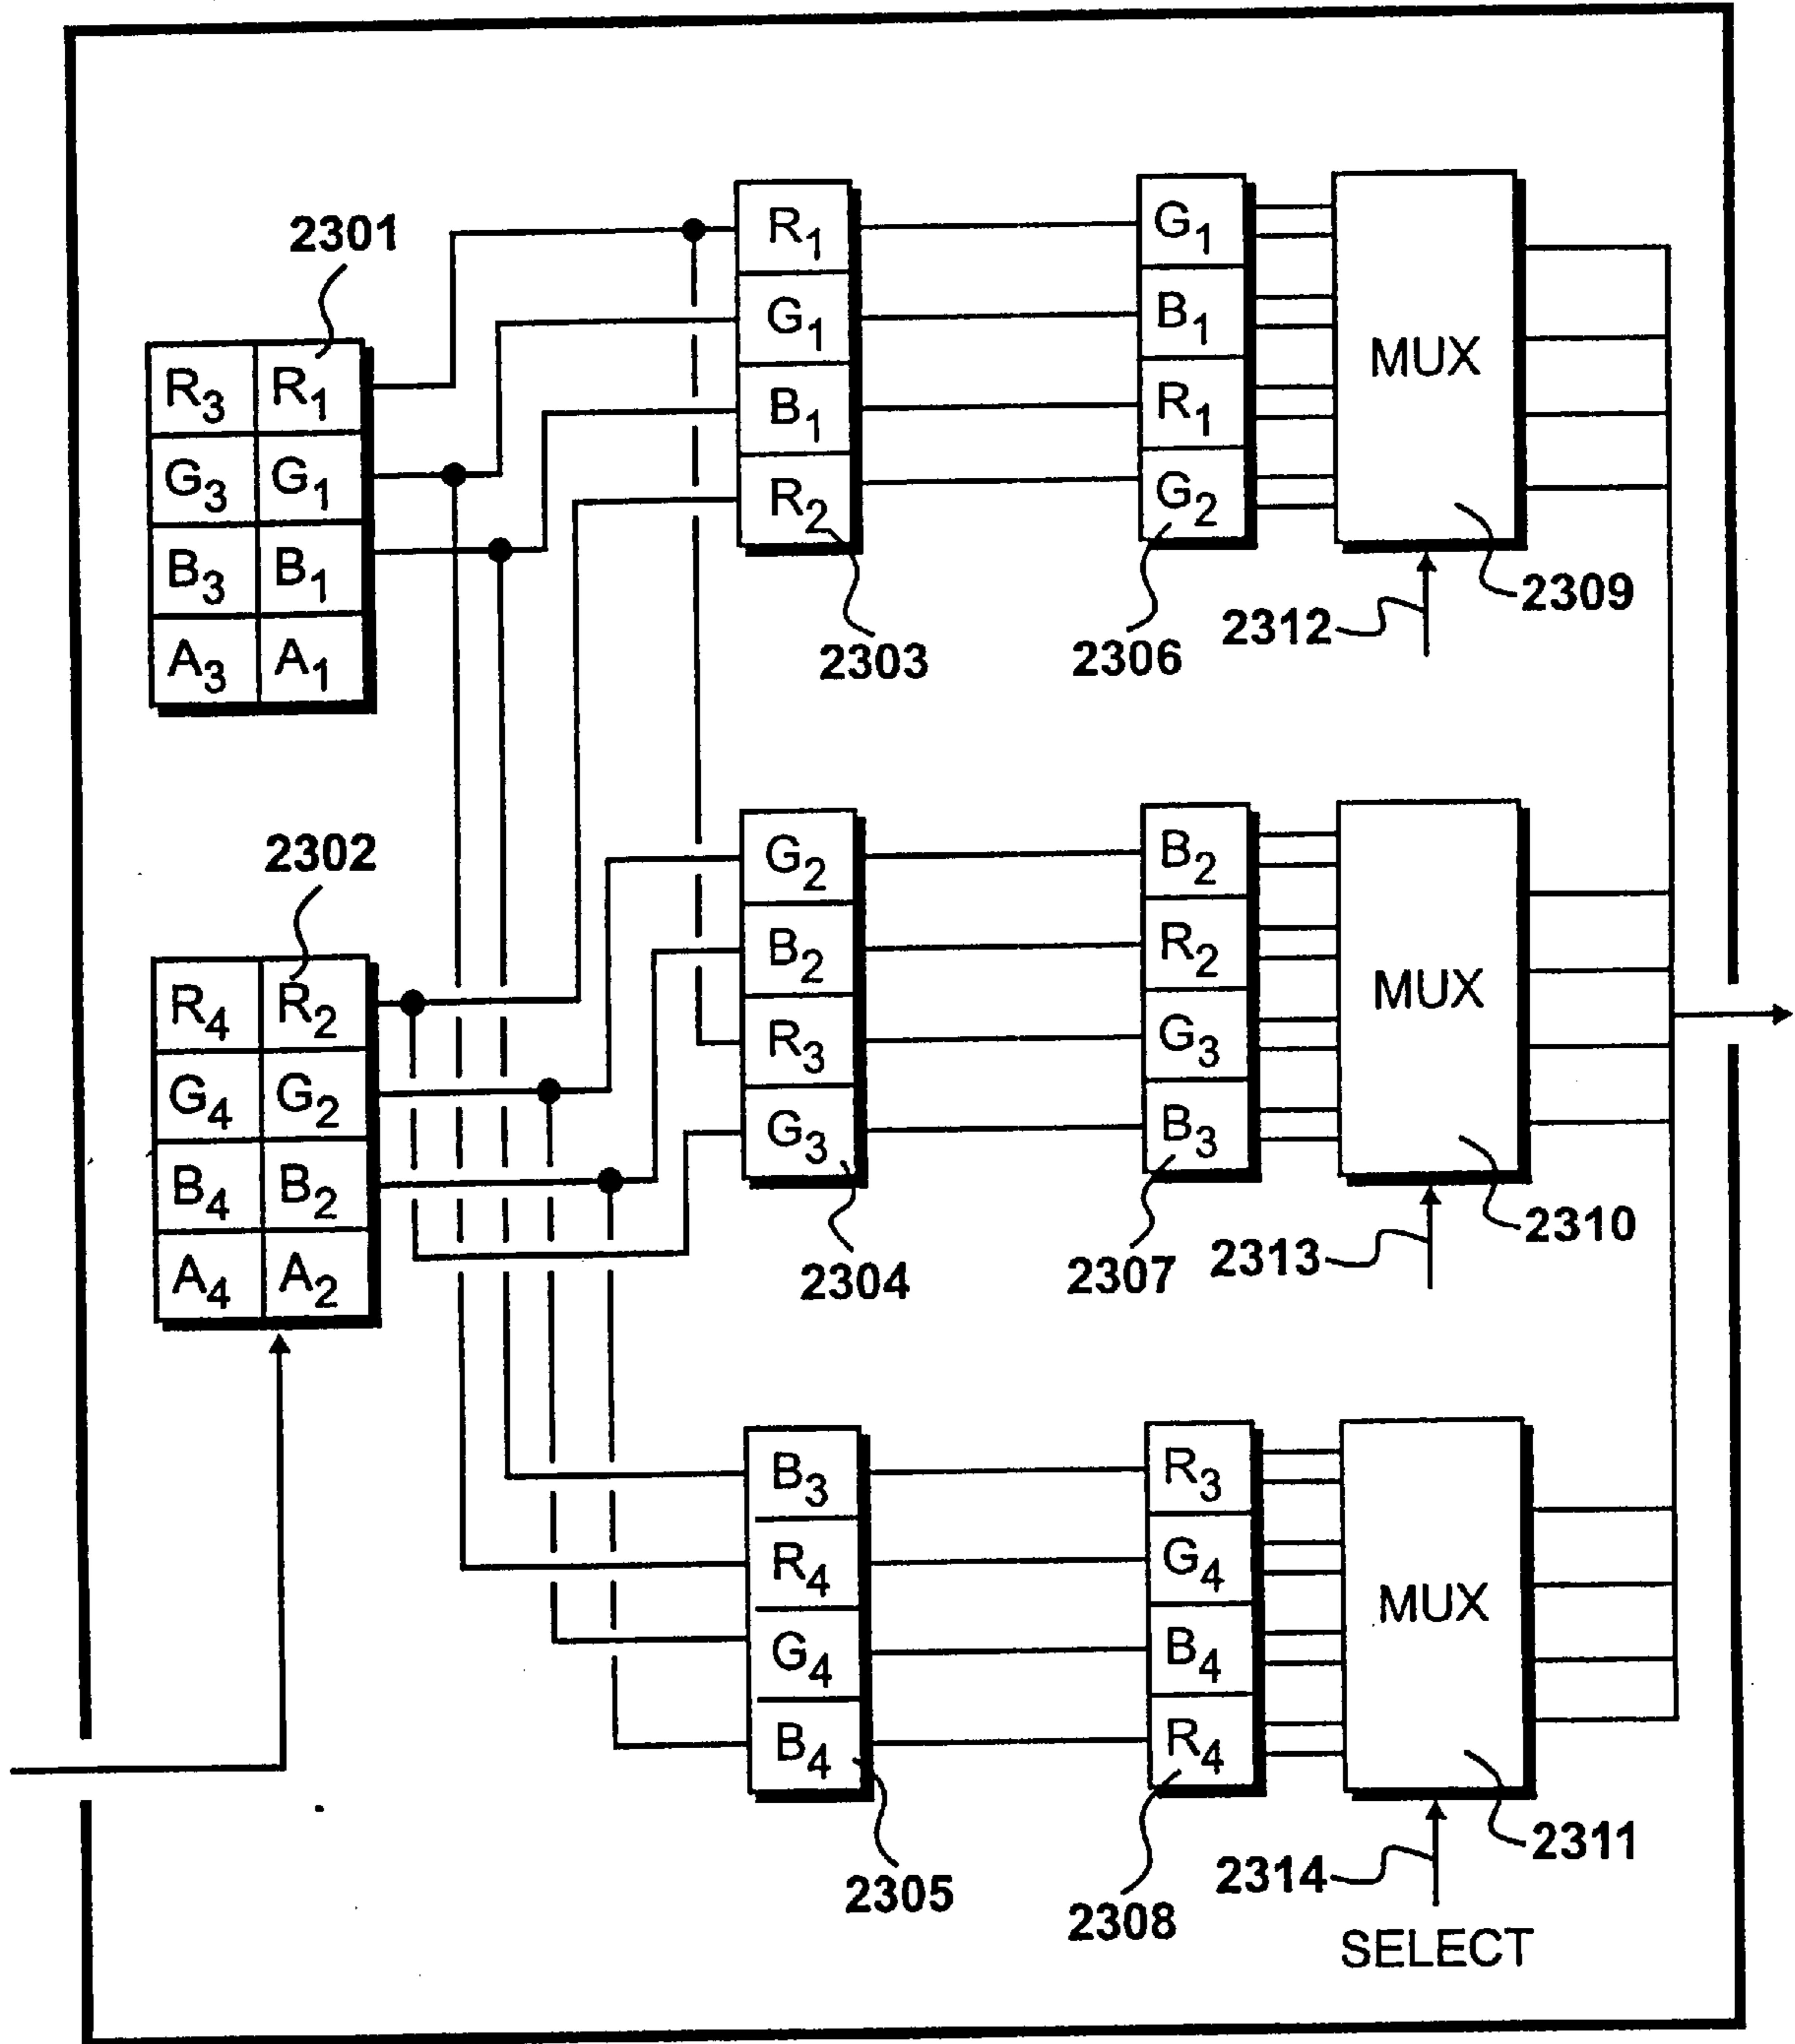 2301
R3 R1
G3 G1
B3 B1
A3 A1
2302
R4 R2
G4 G2
B4 B2
A4 A2
R1
G1
B1
R2
2303
G1
B1
R1
G2
2306
MUX
2309
2312
G2
B2
R3
G3
2304
B2
R2
G3
B3
2307
MUX
2310
2313
B3
R4
G4
B4
2305
R3
G4
B4
R4
2308
MUX
2311
2314
SELECT